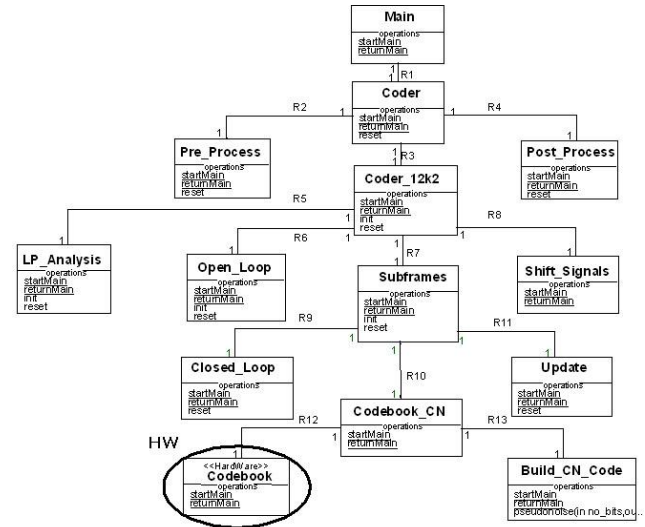 Main
operations
startMain
returnMain
1
R1
1
Coder
operations
startMain
returnMain
reset
R2
1
1
R4
1
1
Pre_Process
operations
startMain
returnMain
reset
Post_Process
operations
startMain
returnMain
reset
1
R3
1
Coder_12k2
operations
startMain
returnMain
init
reset
R5
1
1
R6
1
1
R7
1
1
R8
1
1
LP_Analysis
operations
startMain
returnMain
init
reset
Open_Loop
operations
startMain
returnMain
init
reset
Subframes
operations
startMain
returnMain
init
reset
Shift_Signals
operations
startMain
returnMain
R9
1
1
R10
1
1
R11
1
1
Closed_Loop
operations
startMain
returnMain
reset
Update
operations
startMain
returnMain
reset
Codebook_CN
operations
startMain
returnMain
R12
1
1
R13
1
1
HW
<<HardWare>>
Codebook
operations
startMain
returnMain
Build_CN_Code
operations
startMain
returnMain
pseudonoise(in no_bits,ou...